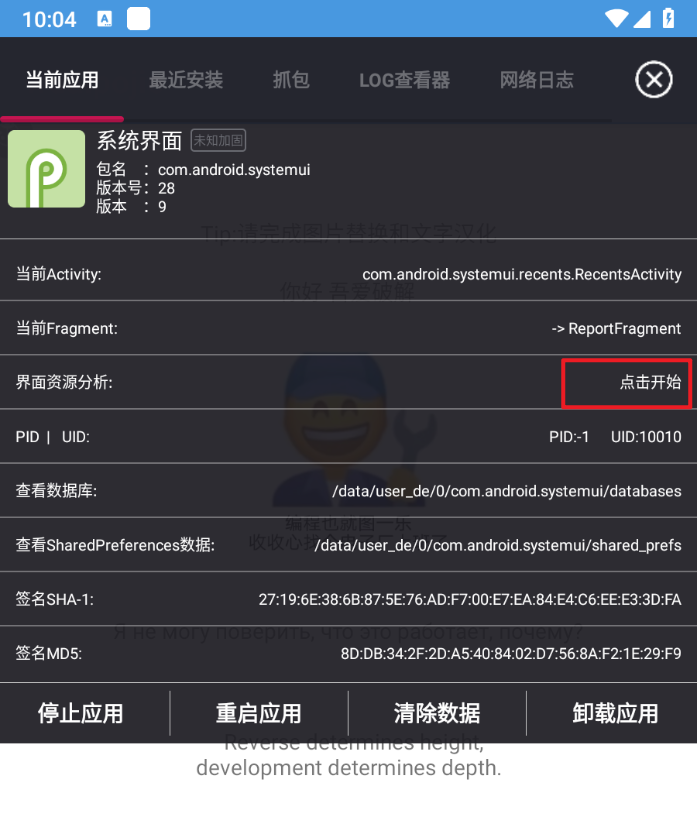 10:04
A
当前应用 最近安装 抓包 LOG查看器 网络日志
系统界面 未知加固
包名 : com.android.systemui
版本号: 28
版本 : 9
Tip:请完成图片替换和文字汉化
当前Activity: com.android.systemui.recents.RecentsActivity
你好 吾爱破解
当前Fragment: -> ReportFragment
界面资源分析: 点击开始
PID | UID: PID:-1 UID:10010
查看数据库: /data/user_de/0/com.android.systemui/databases
编程也就图一乐
查看SharedPreferences数据: /data/user_de/0/com.android.systemui/shared_prefs
签名SHA-1: 27:19:6E:38:6B:87:5E:76:AD:F7:00:E7:EA:84:E4:C6:EE:E3:3D:FA
Я не могу поверить, что это работает, почему?
签名MD5: 8D:DB:34:2F:2D:A5:40:84:02:D7:56:8A:F2:1E:29:F9
停止应用 重启应用 清除数据 卸载应用
Reverse determines height,
development determines depth.